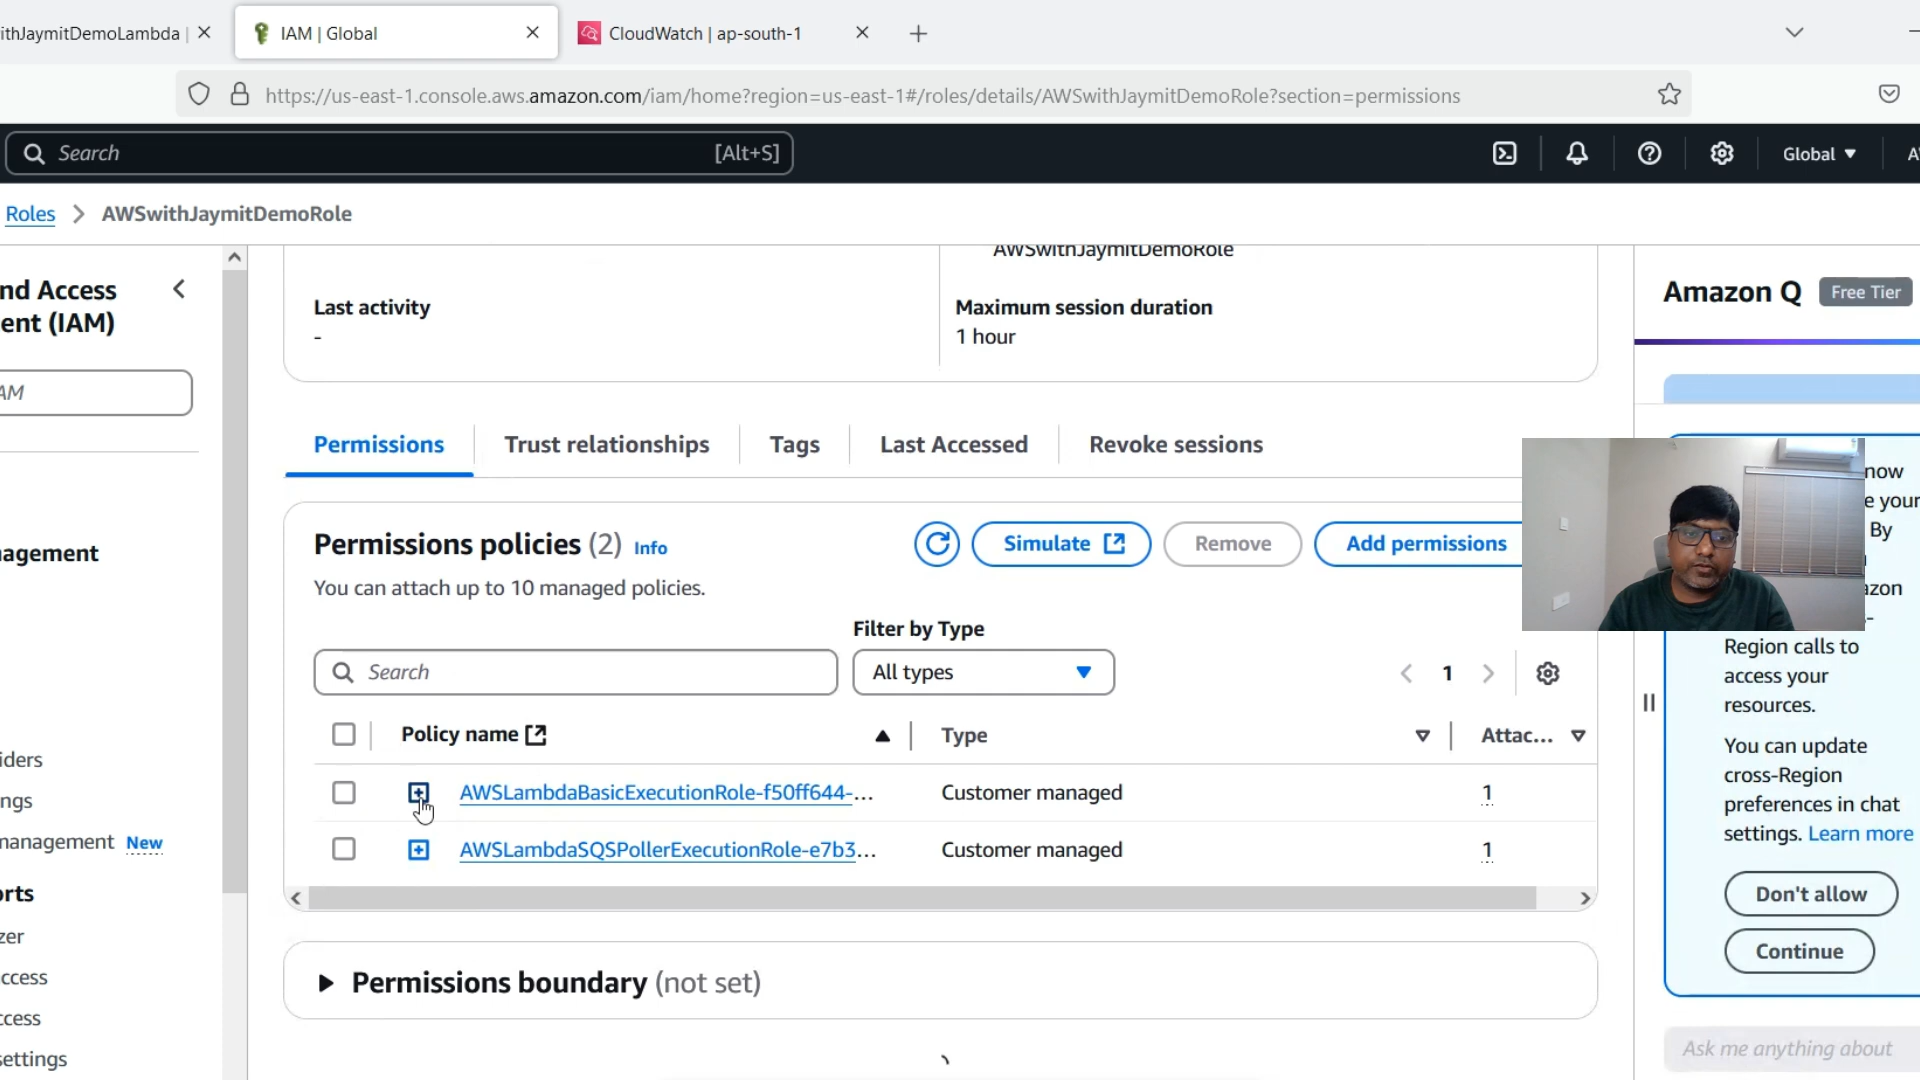 ithJaymitDemoLambda |
IAM | Global
CloudWatch | ap-south-1
https://us-east-1.console.aws.amazon.com/iam/home?region=us-east-1#/roles/details/AWSwithJaymitDemoRole?section=permissions
Search [Alt+S]
Global
Roles > AWSwithJaymitDemoRole
nd Access
ent (IAM)
AM
agement
iders
ngs
management New
orts
zer
ccess
ccess
settings
AWSwithJaymitDemoRole
Last activity
-
Maximum session duration
1 hour
Permissions
Trust relationships
Tags
Last Accessed
Revoke sessions
Permissions policies (2) Info
Simulate
Remove
Add permissions
You can attach up to 10 managed policies.
Filter by Type
Search
All types
1
Policy name
Type
Attac...
AWSLambdaBasicExecutionRole-f50ff644-... Customer managed 1
AWSLambdaSQSPollerExecutionRole-e7b3... Customer managed 1
Permissions boundary (not set)
Amazon Q Free Tier
now
e your
By
zon
-
Region calls to
access your
resources.
You can update
cross-Region
preferences in chat
settings. Learn more
Don't allow
Continue
Ask me anything about